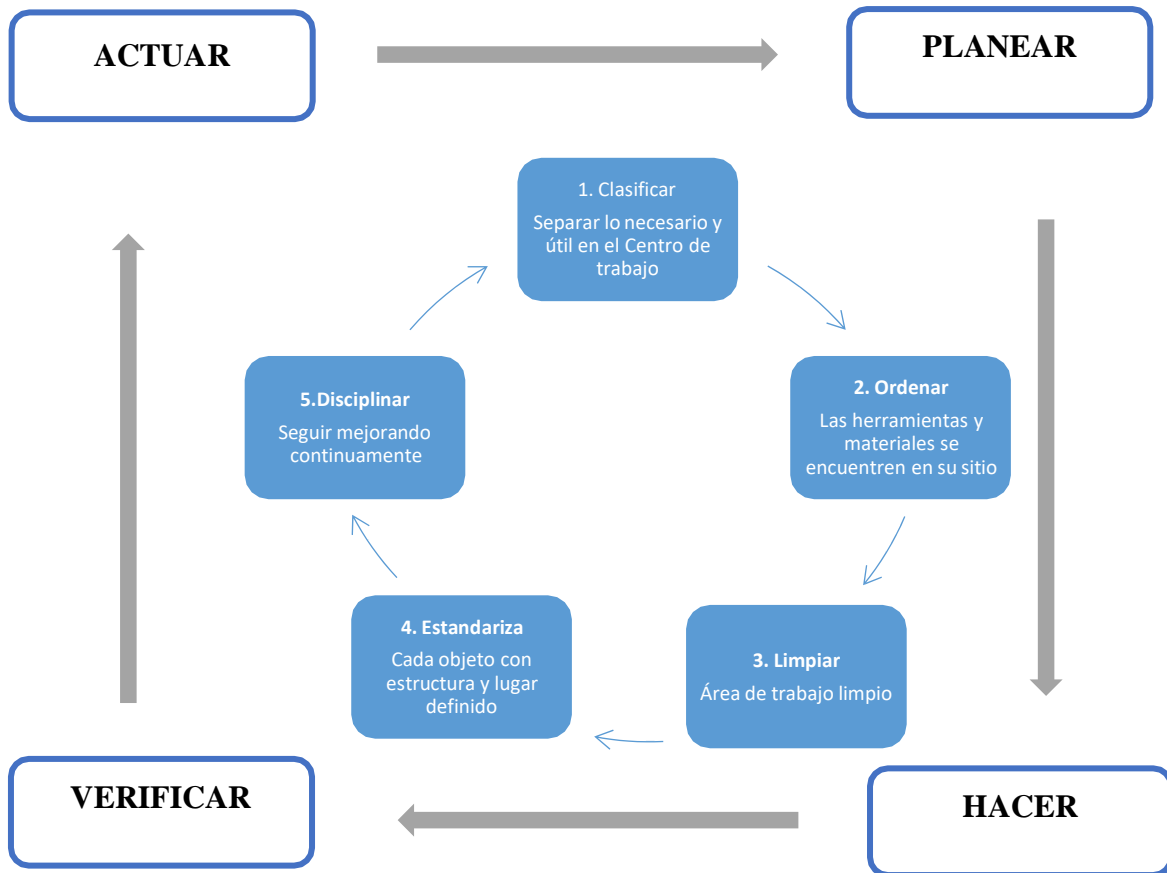 ACTUAR
PLANEAR
1. Clasificar
Separar lo necesario y
útil en el Centro de
trabajo
5.Disciplinar
Seguir mejorando
continuamente
2. Ordenar
Las herramientas y
materiales se
encuentren en su sitio
4. Estandariza
Cada objeto con
estructura y lugar
definido
3. Limpiar
Área de trabajo limpio
VERIFICAR
HACER